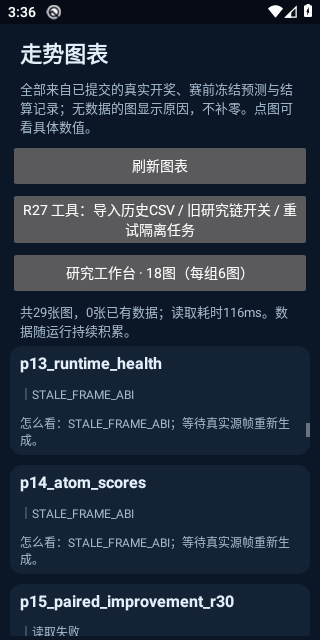 3:36
走势图表
全部来自已提交的真实开奖、赛前冻结预测与结
算记录；无数据的图显示原因，不补零。点图可
看具体数值。
刷新图表
R27 工具：导入历史CSV / 旧研究链开关 / 重
试隔离任务
研究工作台 · 18图（每组6图）
共29张图，0张已有数据；读取耗时116ms。数
据随运行持续积累。
p13_runtime_health
｜STALE_FRAME_ABI
怎么看：STALE_FRAME_ABI；等待真实源帧重新生
成。
p14_atom_scores
｜STALE_FRAME_ABI
怎么看：STALE_FRAME_ABI；等待真实源帧重新生
成。
p15_paired_improvement_r30
｜读取失败